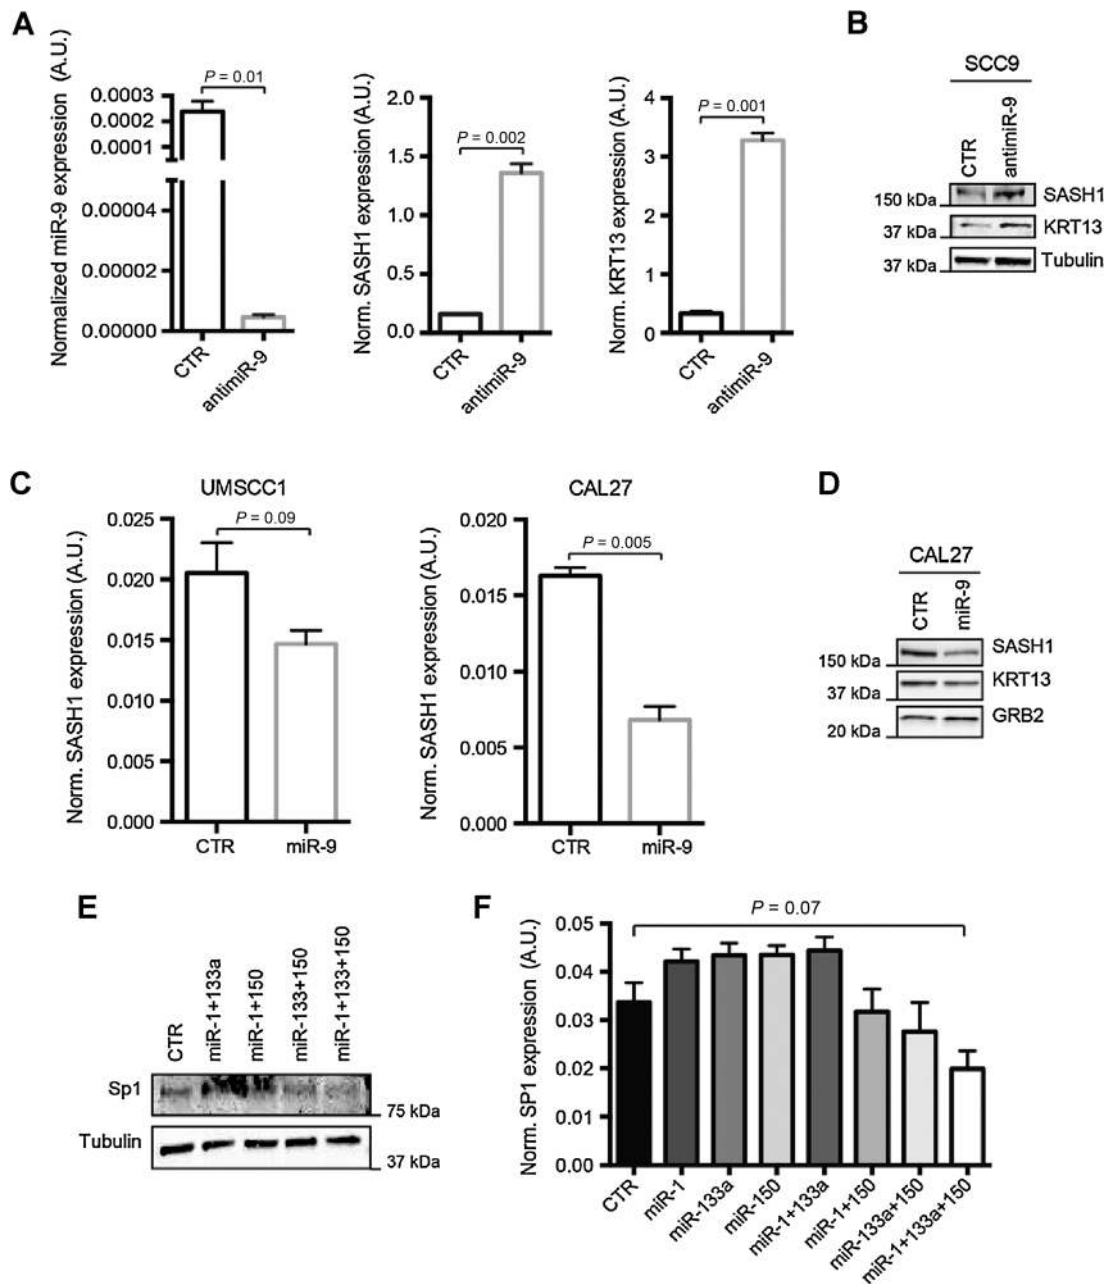 A
Normalized miR-9 expression (A.U.)
P = 0.01
0.0003
0.0002
0.0001
0.00004
0.00002
0.00000
CTR
antimiR-9
Norm. SASH1 expression (A.U.)
P = 0.002
2.0
1.5
1.0
0.5
0.0
CTR
antimiR-9
Norm. KRT13 expression (A.U.)
P = 0.001
4
3
2
1
0
CTR
antimiR-9
B
SCC9
CTR
antimiR-9
150 kDa
SASH1
37 kDa
KRT13
37 kDa
Tubulin
C
UMSCC1
Norm. SASH1 expression (A.U.)
P = 0.09
0.025
0.020
0.015
0.010
0.005
0.000
CTR
miR-9
CAL27
Norm. SASH1 expression (A.U.)
P = 0.005
0.020
0.015
0.010
0.005
0.000
CTR
miR-9
D
CAL27
CTR
miR-9
SASH1
150 kDa
KRT13
37 kDa
GRB2
20 kDa
E
CTR
miR-1+133a
miR-1+150
miR-133+150
miR-1+133+150
Sp1
75 kDa
Tubulin
37 kDa
F
Norm. SP1 expression (A.U.)
P = 0.07
0.05
0.04
0.03
0.02
0.01
0.00
CTR
miR-1
miR-133a
miR-150
miR-1+133a
miR-1+150
miR-133a+150
miR-1+133a+150